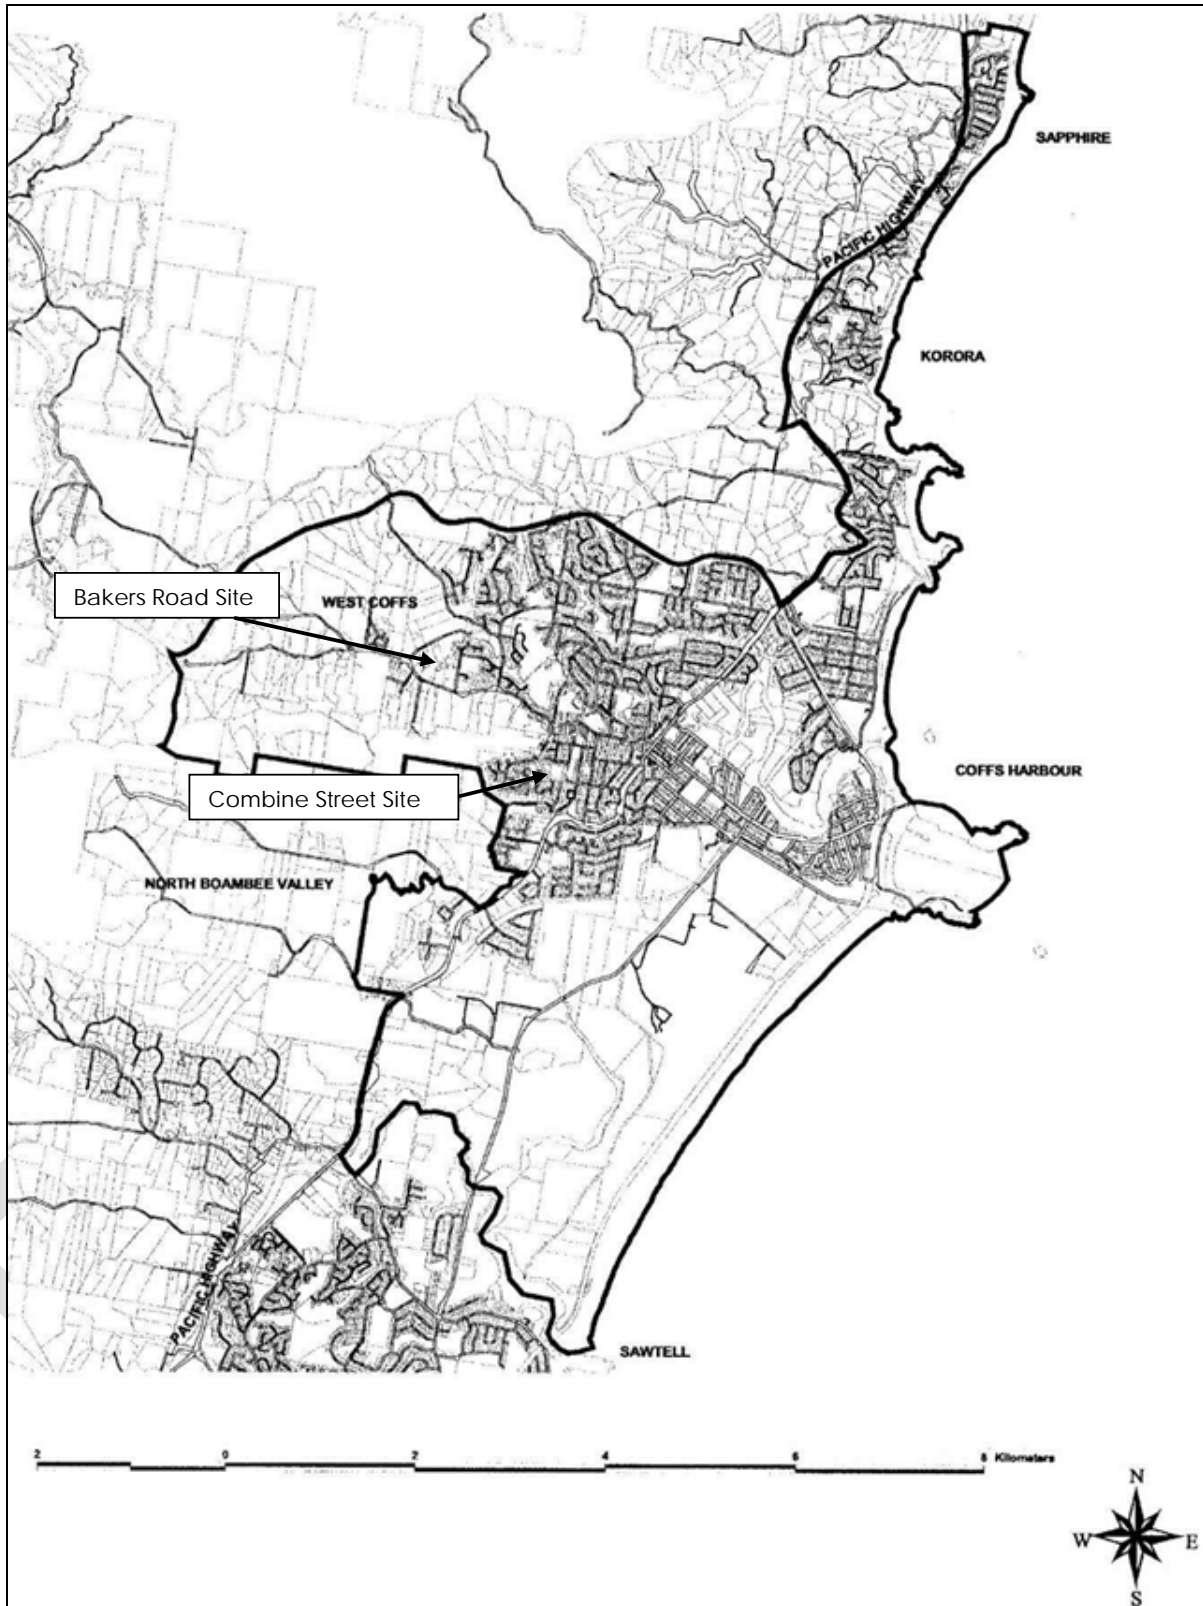 SAPPHIRE
PACIFIC HIGHWAY
KORORA
Bakers Road Site
WEST COFFS
COFFS HARBOUR
Combine Street Site
NORTH BOAMBEE VALLEY
PACIFIC HIGHWAY
SAWTELL
2 0 2 4 6 8 Kilometers
N
W E
S